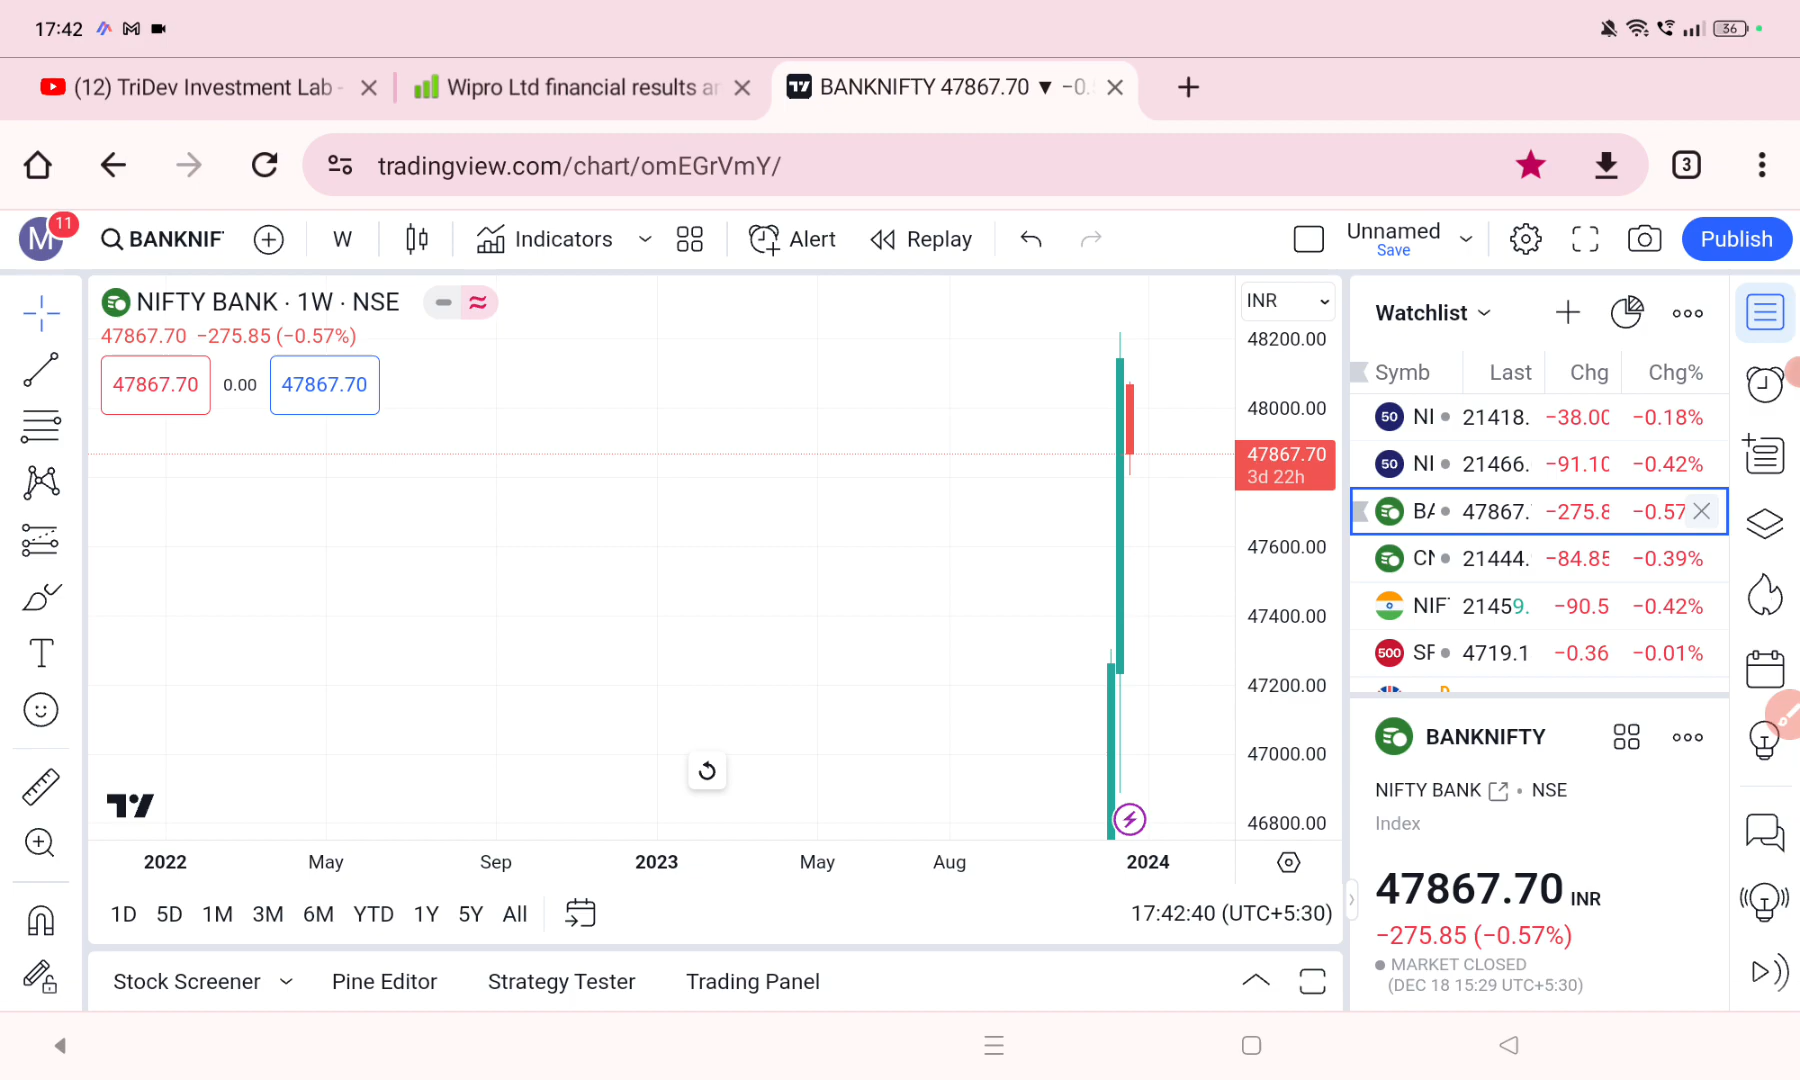 17:42
36
(12) TriDev Investment Lab -
Wipro Ltd financial results ar
BANKNIFTY 47867.70 ▼ −0.
tradingview.com/chart/omEGrVmY/
3
M
11
BANKNIF
W
Indicators
Alert
Replay
Unnamed
Save
Publish
NIFTY BANK · 1W · NSE
47867.70 −275.85 (−0.57%)
47867.70
0.00
47867.70
INR
48200.00
48000.00
47867.70
3d 22h
47600.00
47400.00
47200.00
47000.00
46800.00
2022
May
Sep
2023
May
Aug
2024
1D 5D 1M 3M 6M YTD 1Y 5Y All
17:42:40 (UTC+5:30)
Stock Screener
Pine Editor
Strategy Tester
Trading Panel
Watchlist
Symb Last Chg Chg%
50 NI 21418. −38.00 −0.18%
50 NI 21466. −91.10 −0.42%
BA 47867. −275.8 −0.57
CN 21444. −84.85 −0.39%
NIF 21459. −90.5 −0.42%
500 SF 4719.1 −0.36 −0.01%
BANKNIFTY
NIFTY BANK • NSE
Index
47867.70 INR
−275.85 (−0.57%)
MARKET CLOSED
(DEC 18 15:29 UTC+5:30)